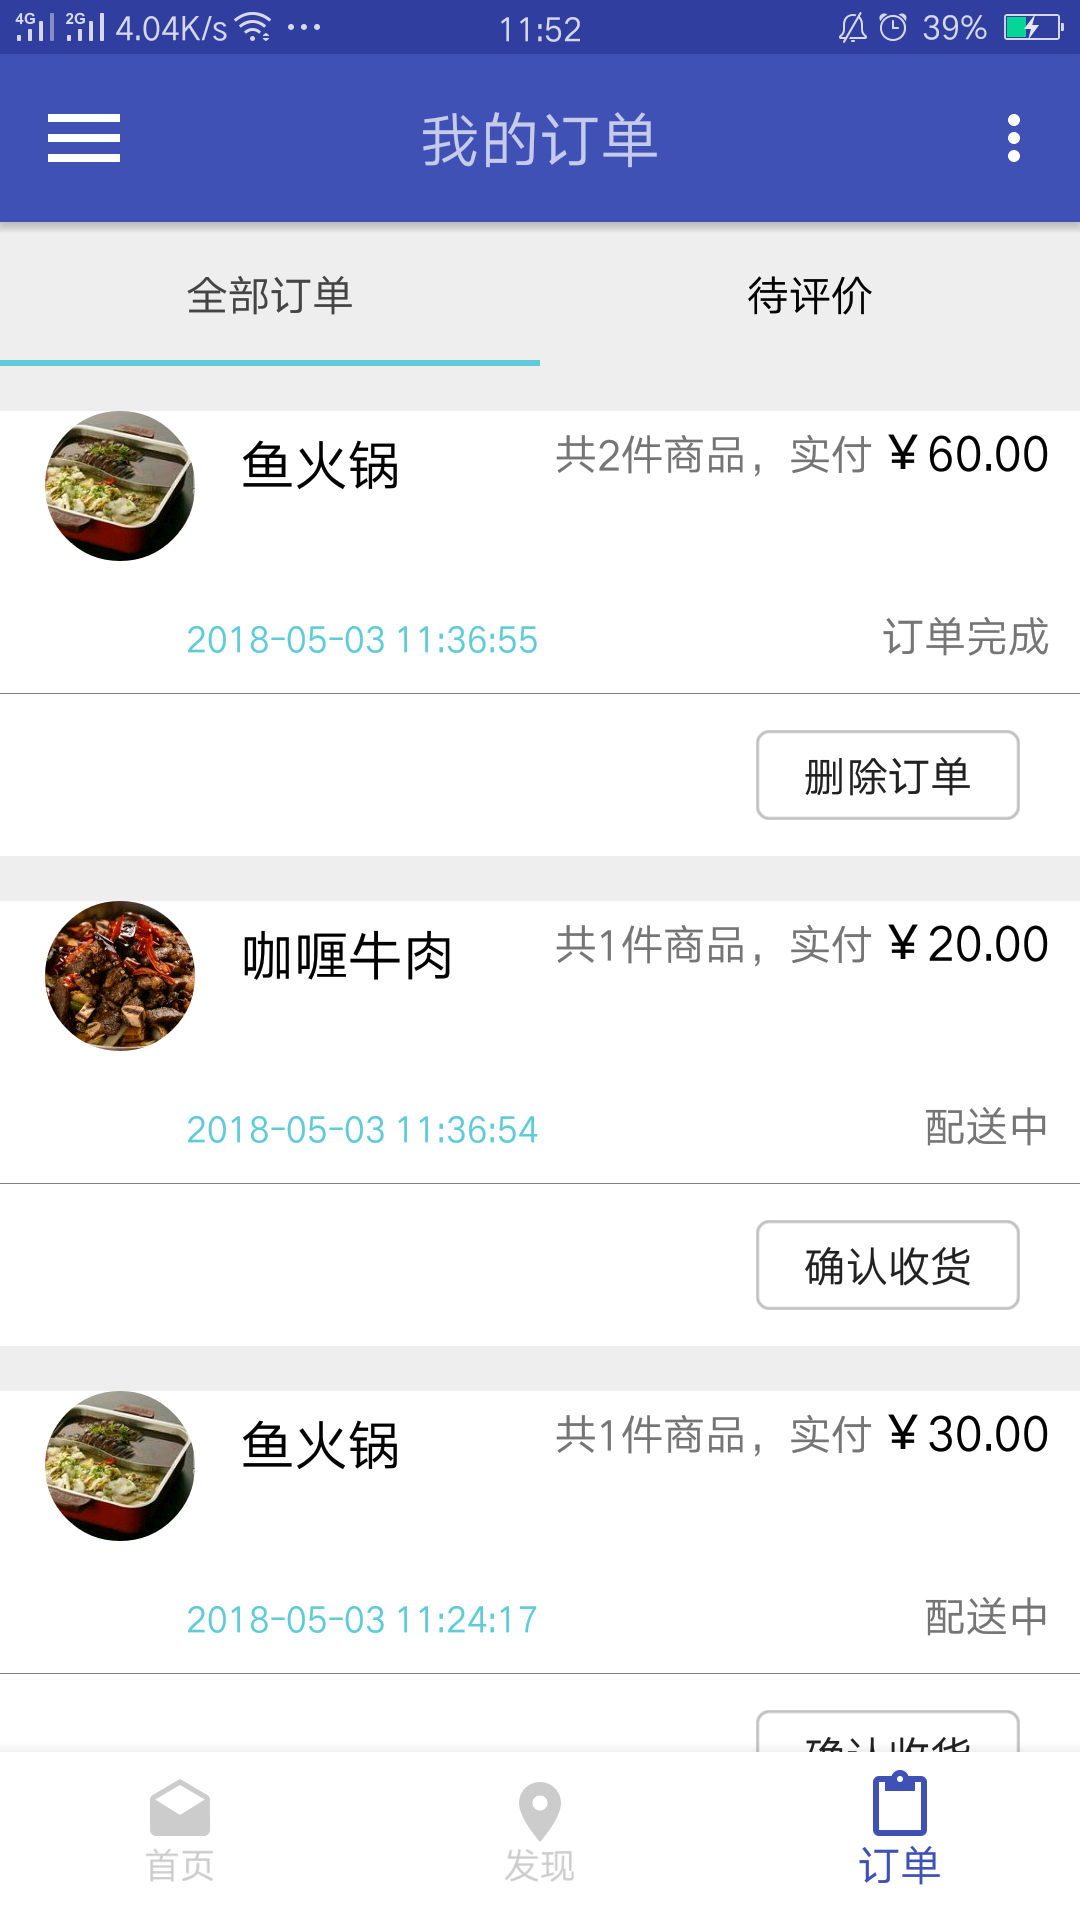 4G 2G 4.04K/s 11:52 39%
我的订单
全部订单 待评价
鱼火锅 共2件商品，实付 ¥60.00
2018-05-03 11:36:55 订单完成
删除订单
咖喱牛肉 共1件商品，实付 ¥20.00
2018-05-03 11:36:54 配送中
确认收货
鱼火锅 共1件商品，实付 ¥30.00
2018-05-03 11:24:17 配送中
确认收货
首页 发现 订单